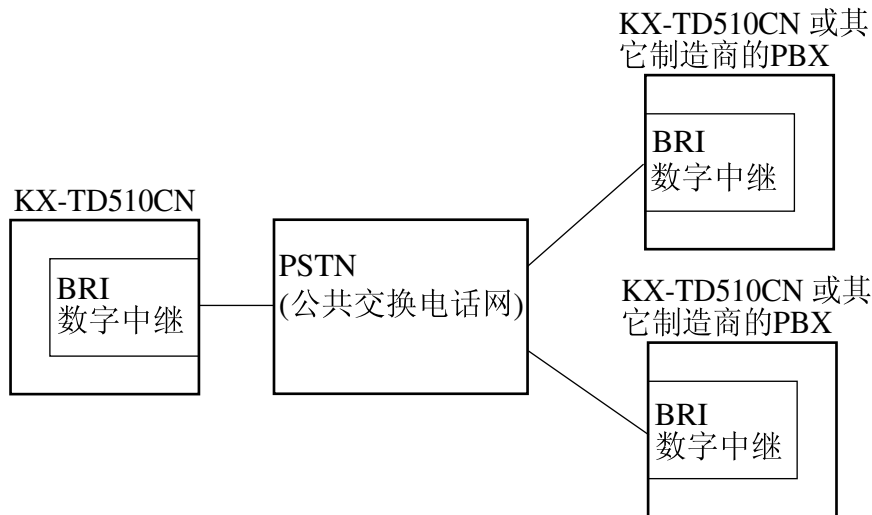 KX-TD510CN
BRI
数字中继
PSTN
(公共交换电话网)
KX-TD510CN 或其
它制造商的PBX
BRI
数字中继
KX-TD510CN 或其
它制造商的PBX
BRI
数字中继